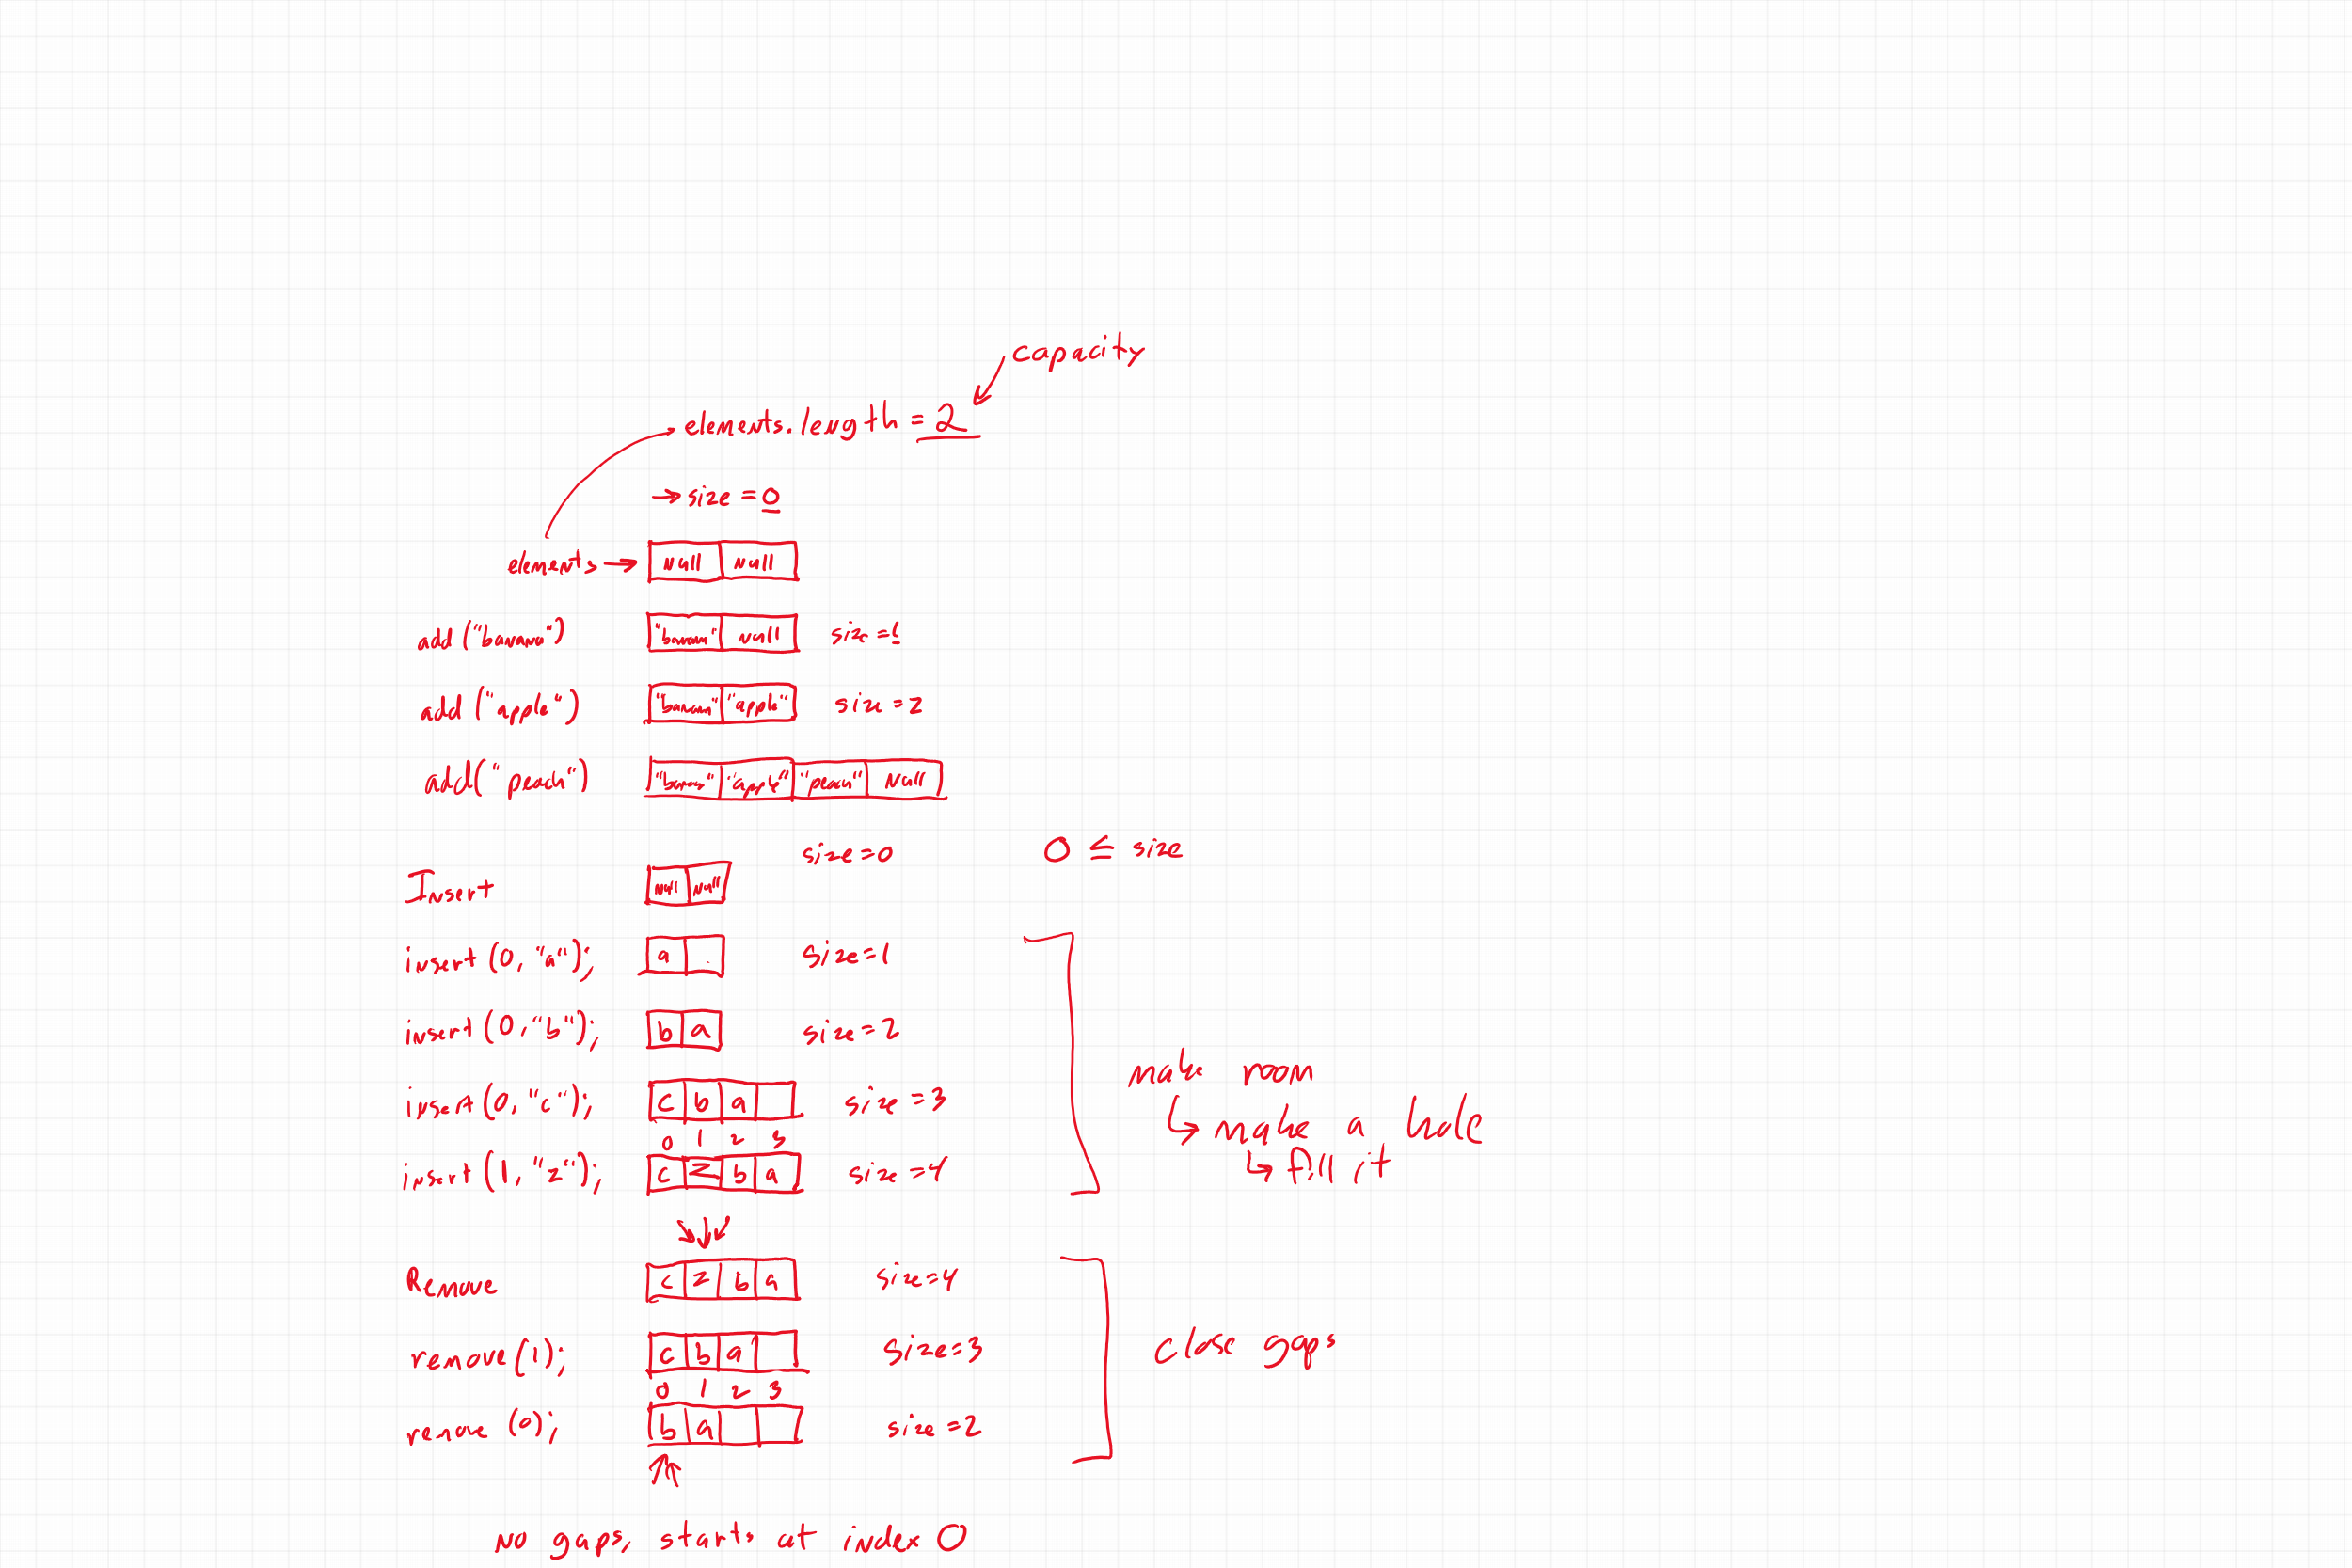 capacity
elements.length = 2
→ size = 0
elements → null null
add ("banana") "banana" null size = 1
add ("apple") "banana" "apple" size = 2
add("peach") "banana" "apple" "peach" null
size=0 0 ≤ size
Insert null null
insert (0, "a"); a size=1
insert (0, "b"); b a size=2
insert (0, "c"); c b a size=3
0 1 2 3
insert (1, "z"); c z b a size=4
make room
↳ make a hole
↳ fill it
Remove c z b a size=4
remove (1); c b a size=3
0 1 2 3
remove (0); b a size=2
close gaps
No gaps, starts at index 0